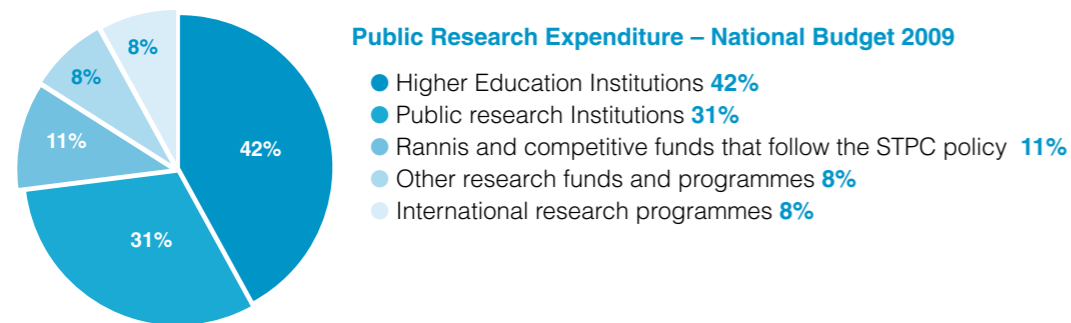 8%
8%
11%
42%
31%
Public Research Expenditure – National Budget 2009
Higher Education Institutions 42%
Public research Institutions 31%
Rannis and competitive funds that follow the STPC policy 11%
Other research funds and programmes 8%
International research programmes 8%